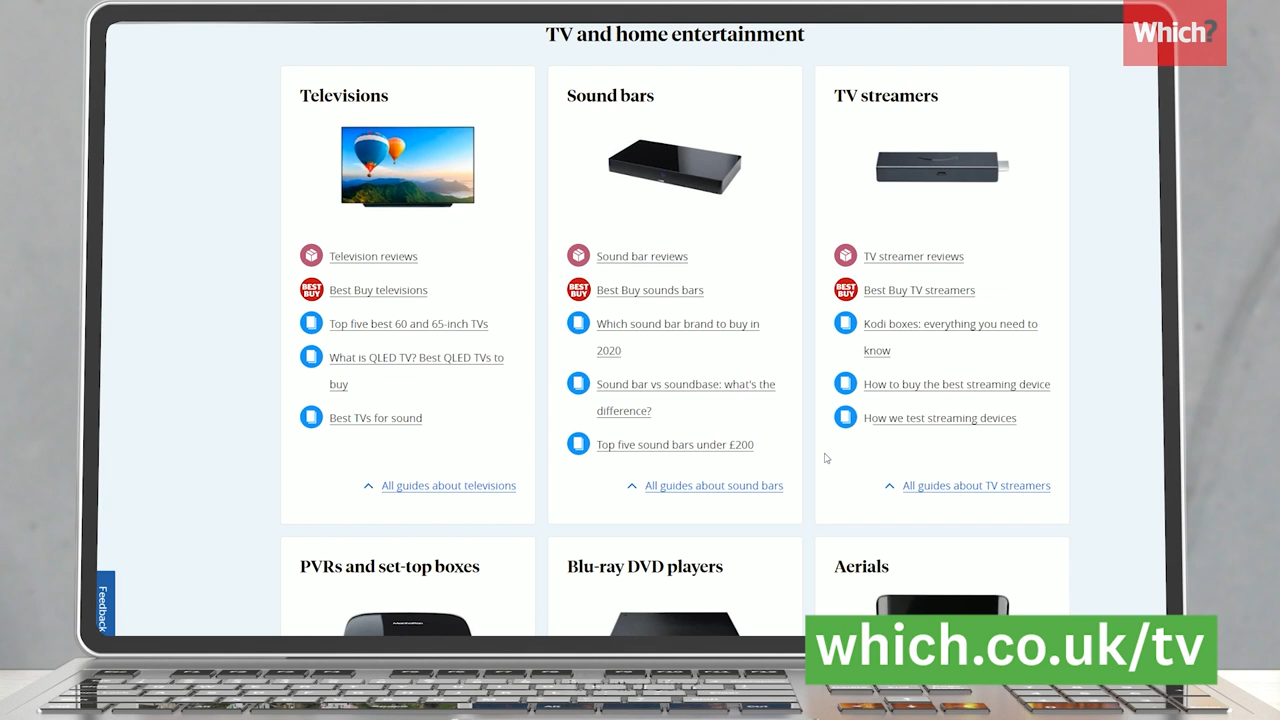 TV and home entertainment
Which?
Televisions
Television reviews
BEST BUY
Best Buy televisions
Top five best 60 and 65-inch TVs
What is QLED TV? Best QLED TVs to
buy
Best TVs for sound
All guides about televisions
Sound bars
Sound bar reviews
BEST BUY
Best Buy sounds bars
Which sound bar brand to buy in
2020
Sound bar vs soundbase: what's the
difference?
Top five sound bars under £200
All guides about sound bars
TV streamers
TV streamer reviews
BEST BUY
Best Buy TV streamers
Kodi boxes: everything you need to
know
How to buy the best streaming device
How we test streaming devices
All guides about TV streamers
PVRs and set-top boxes
Blu-ray DVD players
Aerials
Feedback
which.co.uk/tv